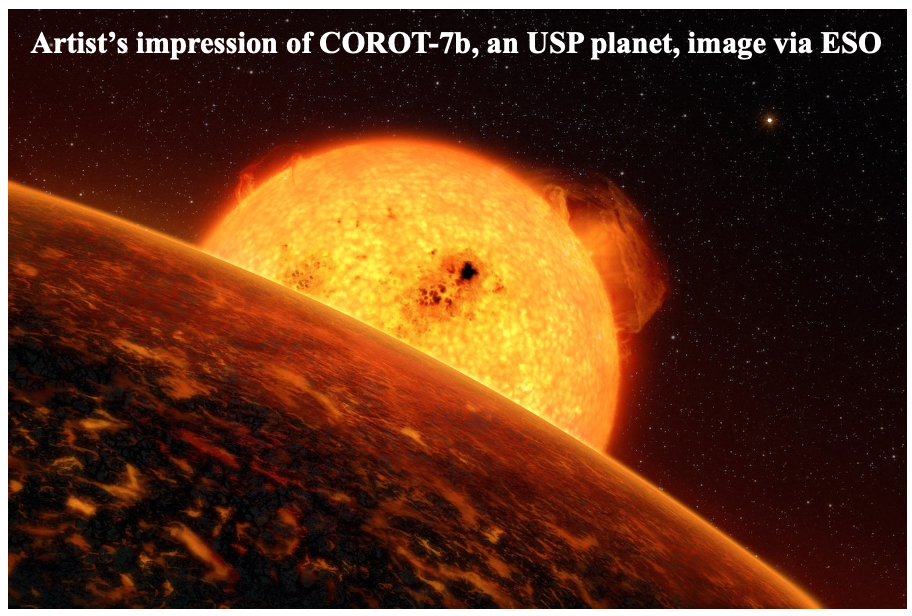 Artist’s impression of COROT-7b, an USP planet, image via ESO